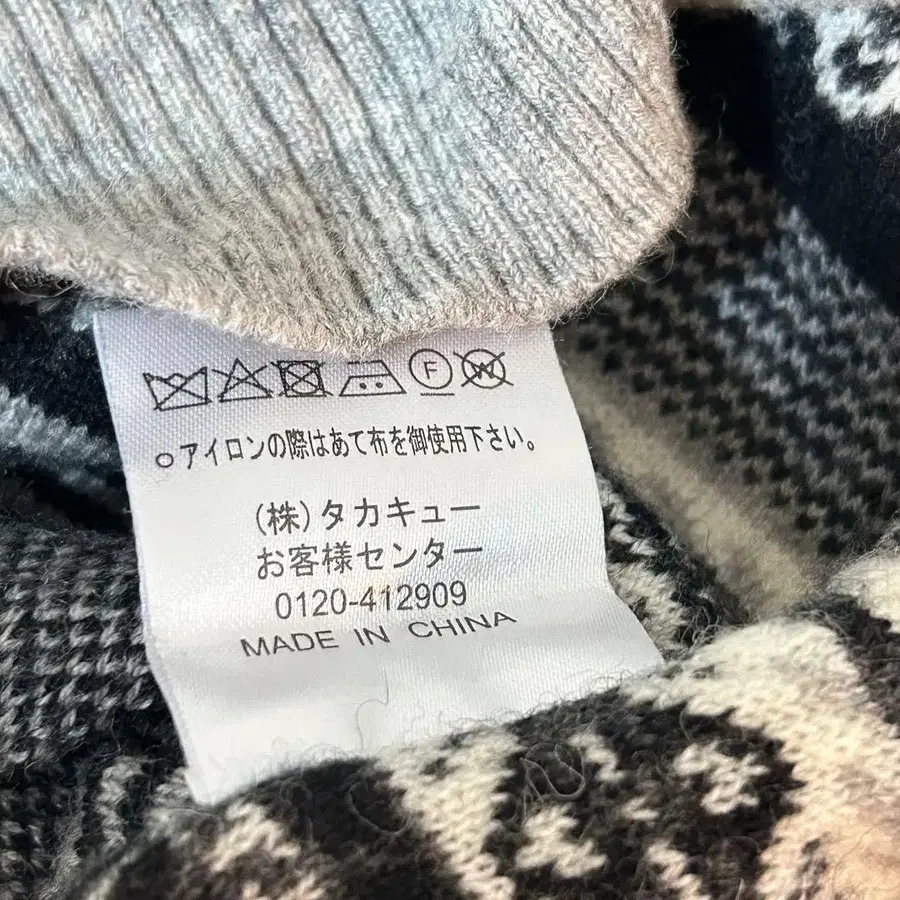 F W
○アイロンの際はあて布を御使用下さい。
(株)タカキュー
お客様センター
0120-412909
MADE IN CHINA